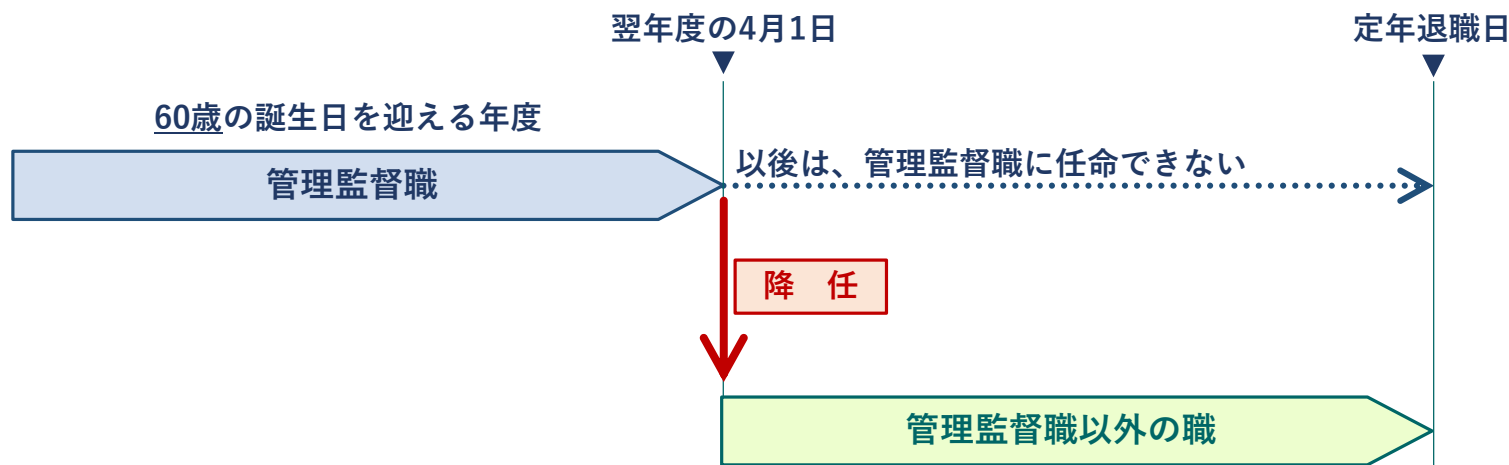 翌年度の4月1日
定年退職日
60歳の誕生日を迎える年度
以後は、管理監督職に任命できない
管理監督職
降　任
管理監督職以外の職